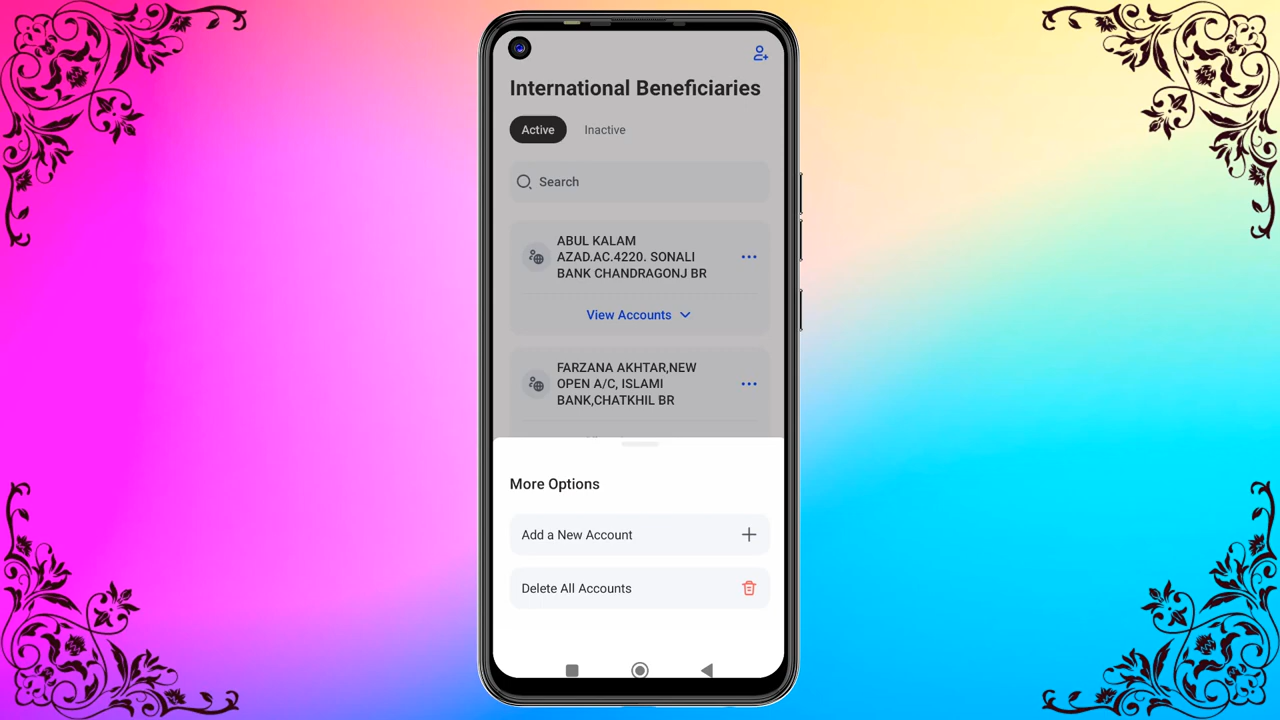 International Beneficiaries
Active
Inactive
Search
ABUL KALAM
AZAD.AC.4220. SONALI
BANK CHANDRAGONJ BR
View Accounts
FARZANA AKHTAR,NEW
OPEN A/C, ISLAMI
BANK,CHATKHIL BR
More Options
Add a New Account
Delete All Accounts